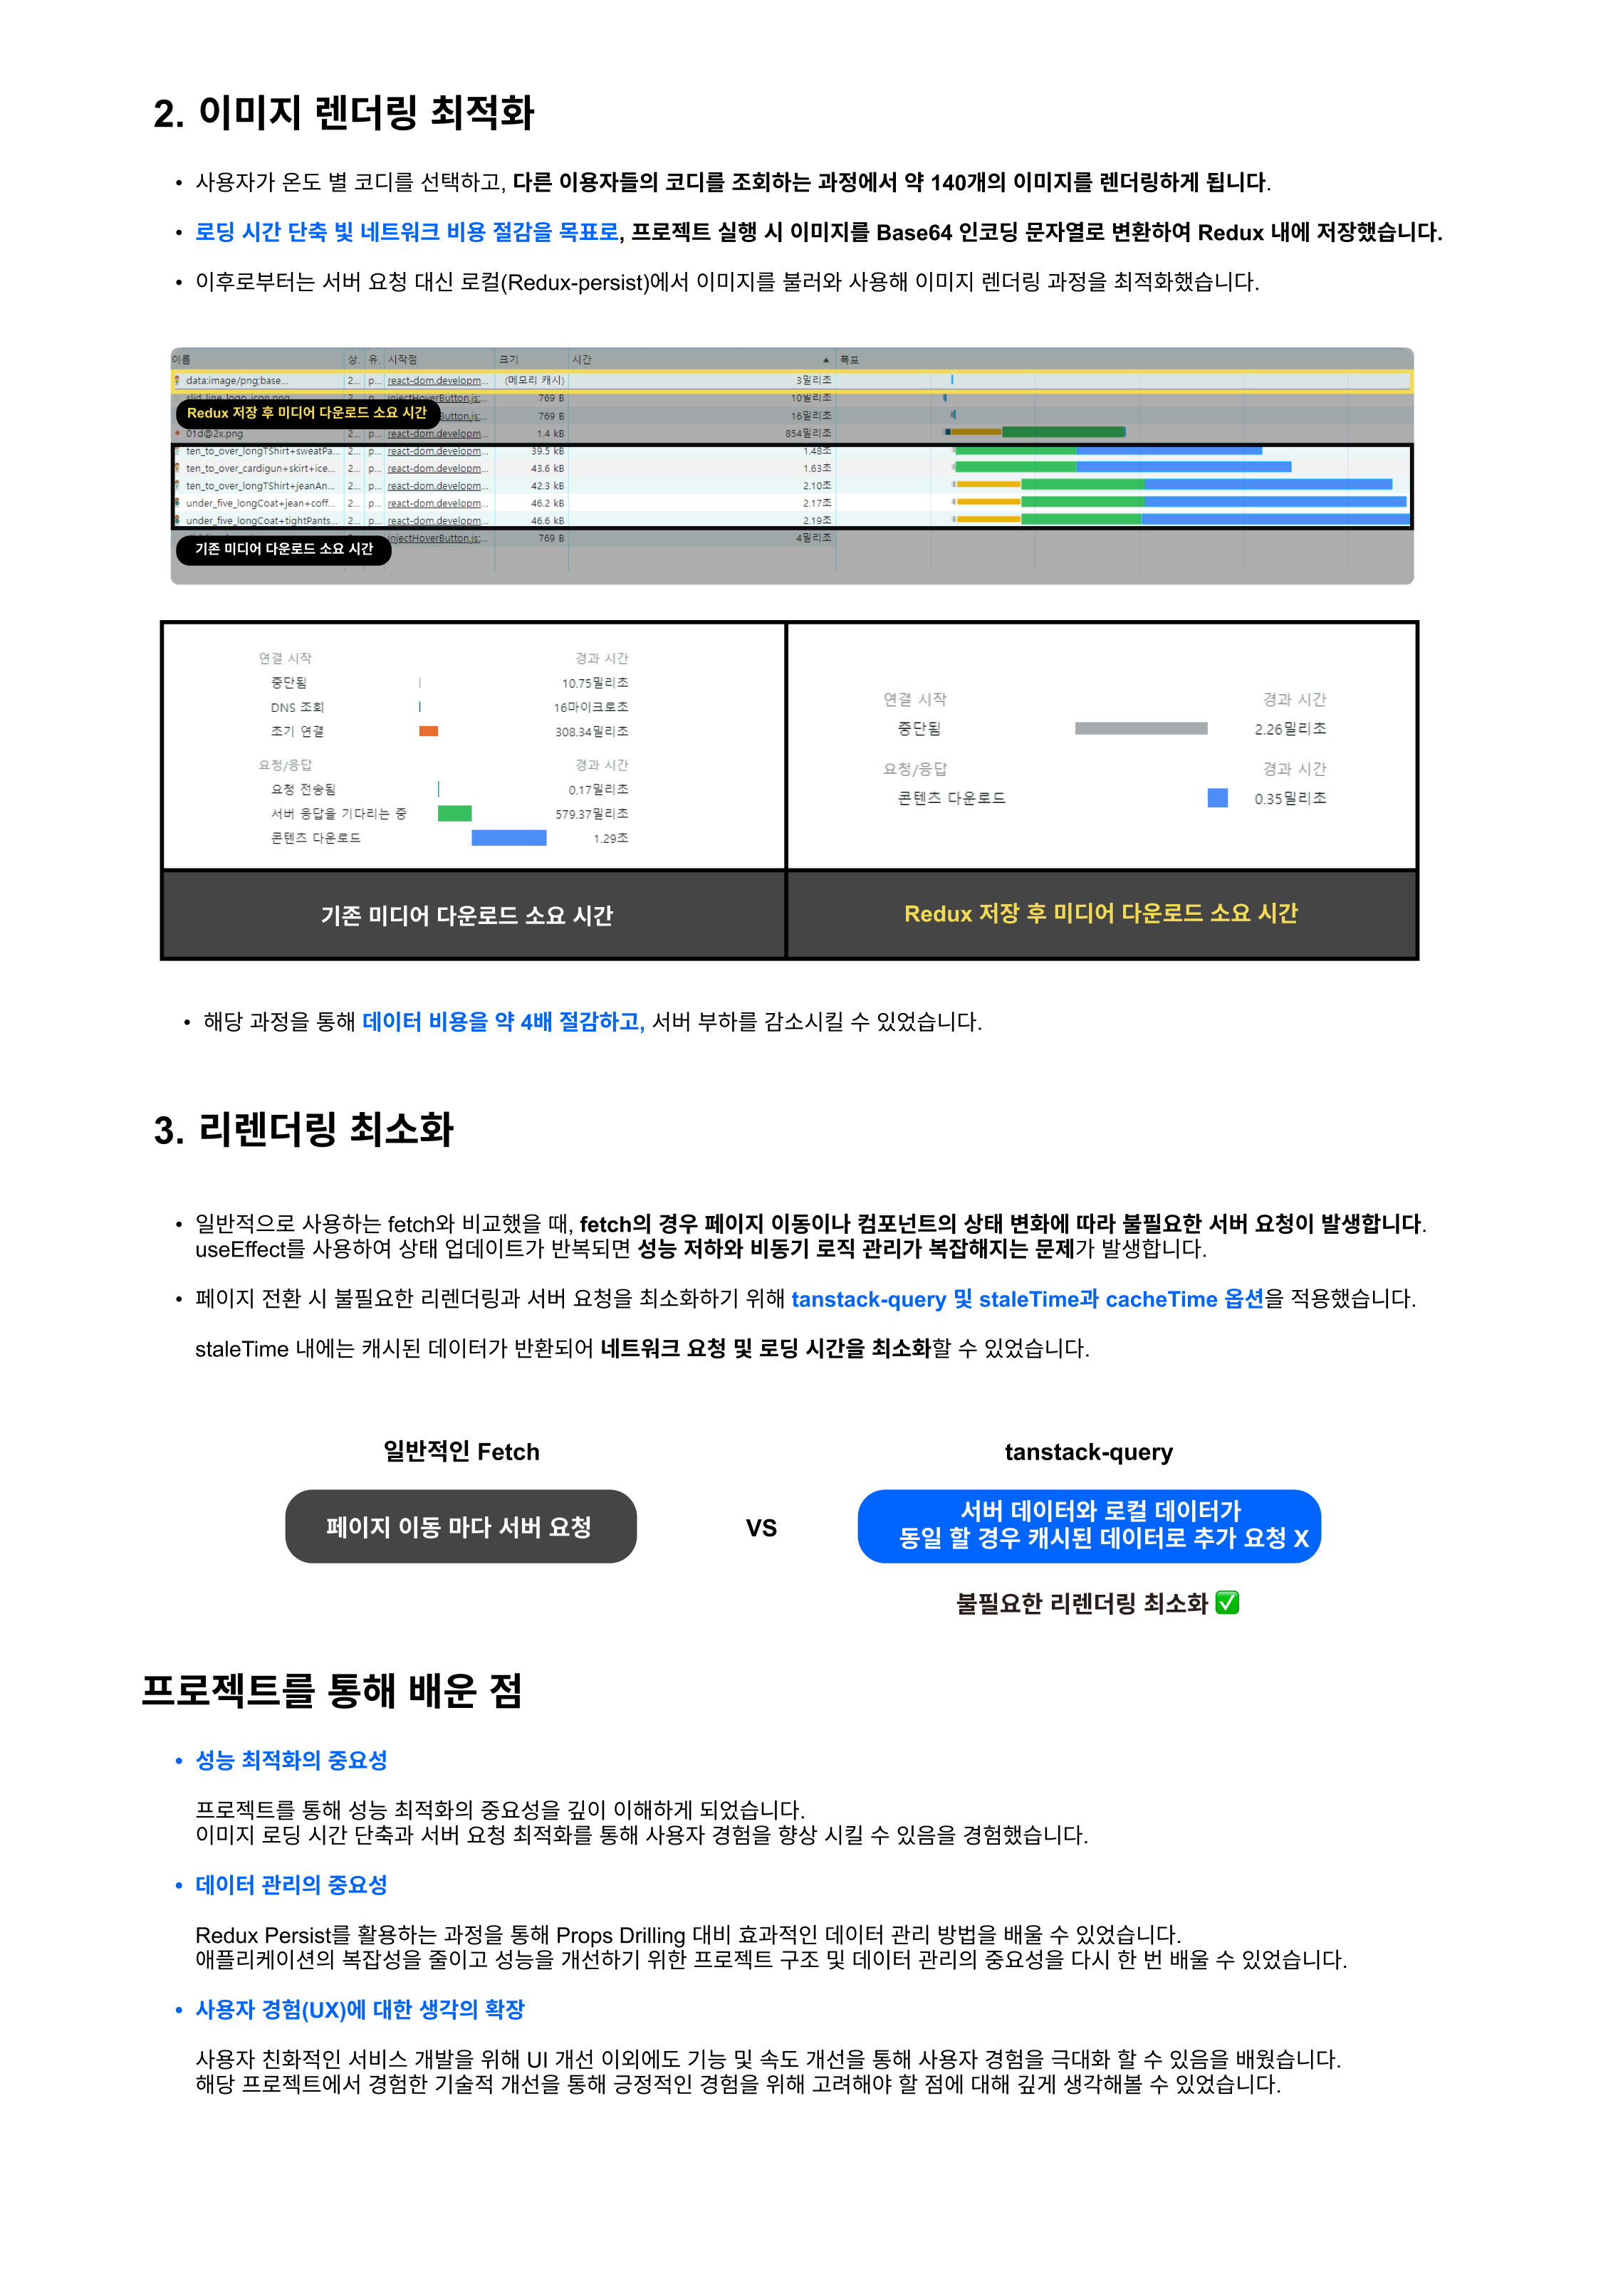 2. 이미지 렌더링 최적화
• 사용자가 온도 별 코디를 선택하고, 다른 이용자들의 코디를 조회하는 과정에서 약 140개의 이미지를 렌더링하게 됩니다.
• 로딩 시간 단축 빛 네트워크 비용 절감을 목표로, 프로젝트 실행 시 이미지를 Base64 인코딩 문자열로 변환하여 Redux 내에 저장했습니다.
• 이후로부터는 서버 요청 대신 로컬(Redux-persist)에서 이미지를 불러와 사용해 이미지 렌더링 과정을 최적화했습니다.
이름 상. 유. 시작점 크기 시간 폭포
data:image/png;base... 2... p... react-dom.developm... (메모리 캐시) 3밀리초
slid_line_logo_icon.png injectHoverButton.js:... 769 B 10밀리초
Redux 저장 후 미디어 다운로드 소요 시간 Button.js:... 769 B 16밀리초
01d@2x.png 2... p... react-dom.developm... 1.4 kB 854밀리초
ten_to_over_longTShirt+sweatPa... 2... p... react-dom.developm... 39.5 kB 1.48초
ten_to_over_cardigun+skirt+ice... 2... p... react-dom.developm... 43.6 kB 1.63초
ten_to_over_longTShirt+jeanAn... 2... p... react-dom.developm... 42.3 kB 2.10초
under_five_longCoat+jean+coff... 2... p... react-dom.developm... 46.2 kB 2.17초
under_five_longCoat+tightPants... 2... p... react-dom.developm... 46.6 kB 2.19초
injectHoverButton.js:... 769 B 4밀리초
기존 미디어 다운로드 소요 시간
연결 시작 경과 시간
중단됨 10.75밀리초
DNS 조회 16마이크로초
초기 연결 308.34밀리초
요청/응답 경과 시간
요청 전송됨 0.17밀리초
서버 응답을 기다리는 중 579.37밀리초
콘텐츠 다운로드 1.29초
기존 미디어 다운로드 소요 시간
연결 시작 경과 시간
중단됨 2.26밀리초
요청/응답 경과 시간
콘텐츠 다운로드 0.35밀리초
Redux 저장 후 미디어 다운로드 소요 시간
• 해당 과정을 통해 데이터 비용을 약 4배 절감하고, 서버 부하를 감소시킬 수 있었습니다.
3. 리렌더링 최소화
• 일반적으로 사용하는 fetch와 비교했을 때, fetch의 경우 페이지 이동이나 컴포넌트의 상태 변화에 따라 불필요한 서버 요청이 발생합니다.
useEffect를 사용하여 상태 업데이트가 반복되면 성능 저하와 비동기 로직 관리가 복잡해지는 문제가 발생합니다.
• 페이지 전환 시 불필요한 리렌더링과 서버 요청을 최소화하기 위해 tanstack-query 및 staleTime과 cacheTime 옵션을 적용했습니다.
staleTime 내에는 캐시된 데이터가 반환되어 네트워크 요청 및 로딩 시간을 최소화할 수 있었습니다.
일반적인 Fetch
페이지 이동 마다 서버 요청
VS
tanstack-query
서버 데이터와 로컬 데이터가
동일 할 경우 캐시된 데이터로 추가 요청 X
불필요한 리렌더링 최소화 ✅
프로젝트를 통해 배운 점
• 성능 최적화의 중요성
프로젝트를 통해 성능 최적화의 중요성을 깊이 이해하게 되었습니다.
이미지 로딩 시간 단축과 서버 요청 최적화를 통해 사용자 경험을 향상 시킬 수 있음을 경험했습니다.
• 데이터 관리의 중요성
Redux Persist를 활용하는 과정을 통해 Props Drilling 대비 효과적인 데이터 관리 방법을 배울 수 있었습니다.
애플리케이션의 복잡성을 줄이고 성능을 개선하기 위한 프로젝트 구조 및 데이터 관리의 중요성을 다시 한 번 배울 수 있었습니다.
• 사용자 경험(UX)에 대한 생각의 확장
사용자 친화적인 서비스 개발을 위해 UI 개선 이외에도 기능 및 속도 개선을 통해 사용자 경험을 극대화 할 수 있음을 배웠습니다.
해당 프로젝트에서 경험한 기술적 개선을 통해 긍정적인 경험을 위해 고려해야 할 점에 대해 깊게 생각해볼 수 있었습니다.